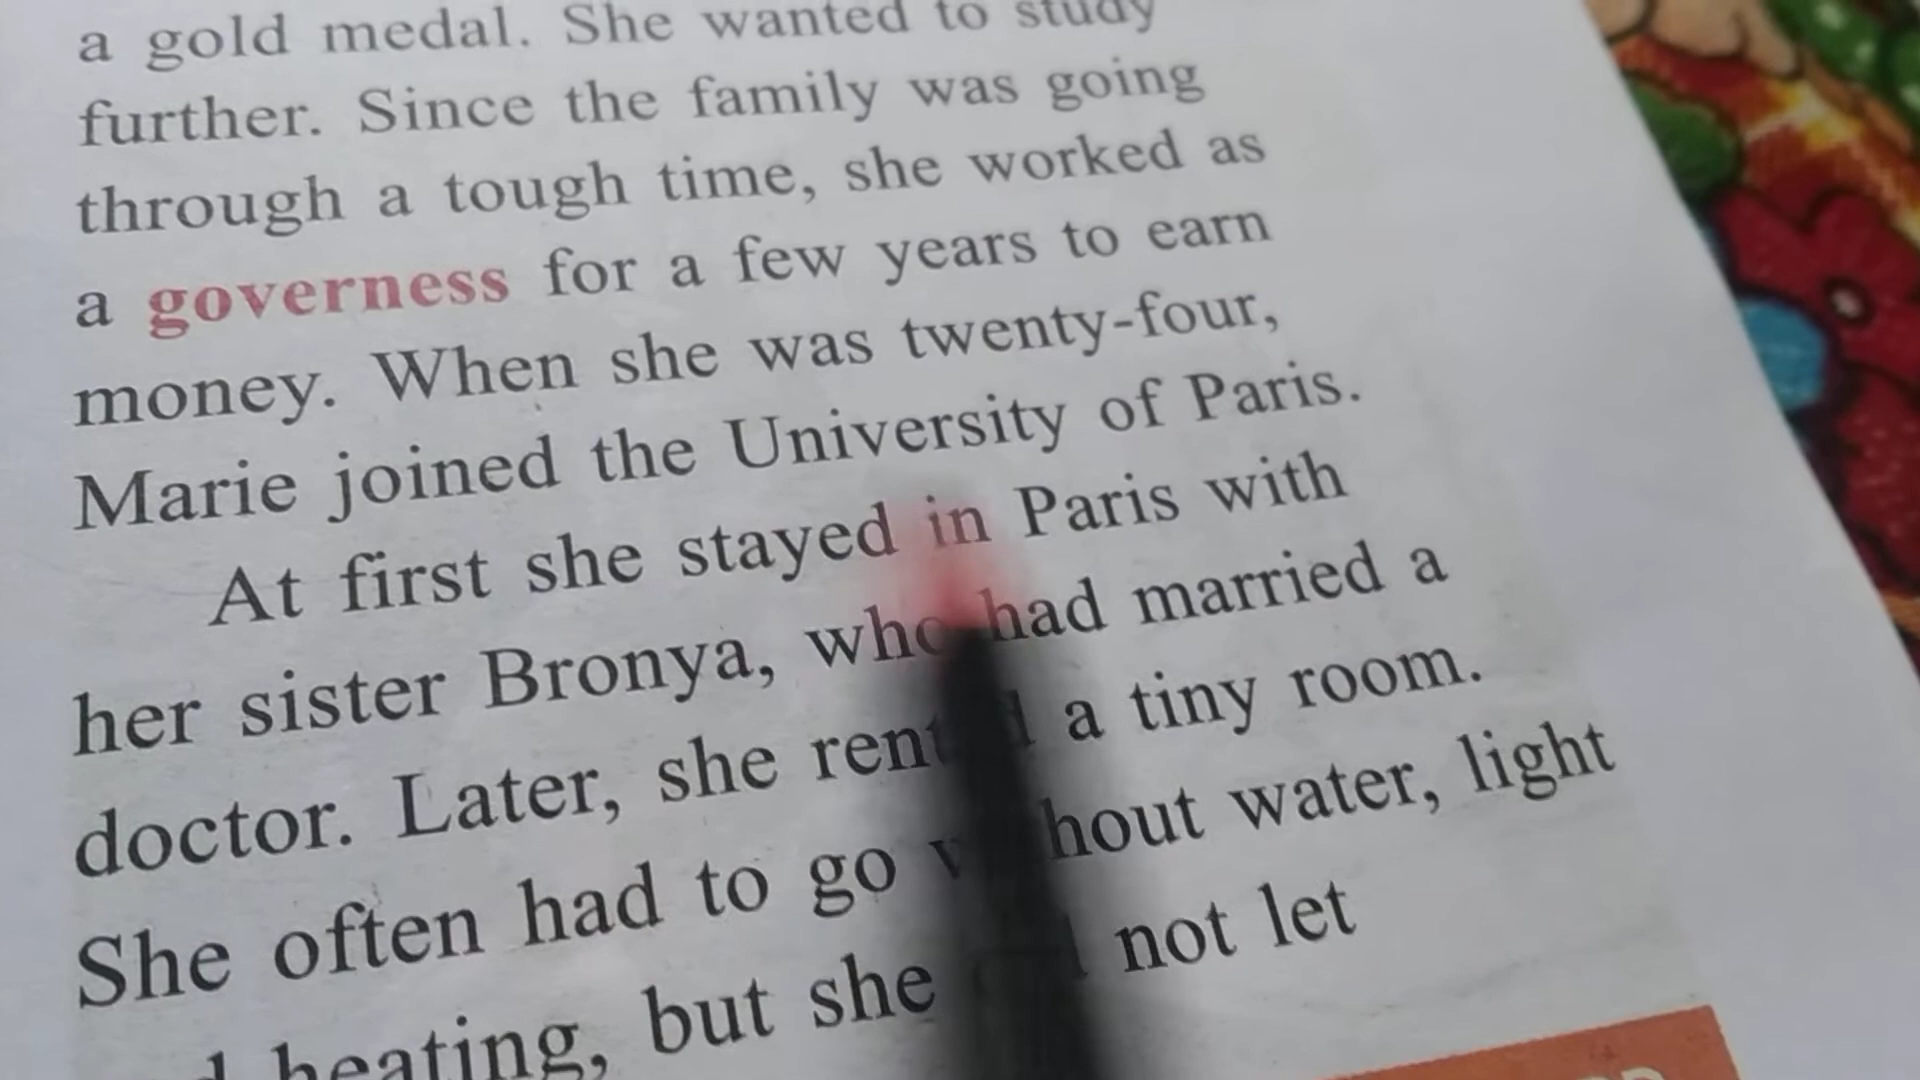 a gold medal. She wanted to study
further. Since the family was going
through a tough time, she worked as
a governess for a few years to earn
money. When she was twenty-four,
Marie joined the University of Paris.
At first she stayed in Paris with
her sister Bronya, who had married a
doctor. Later, she a tiny room.
She often had to go water, light
heating, but she not let